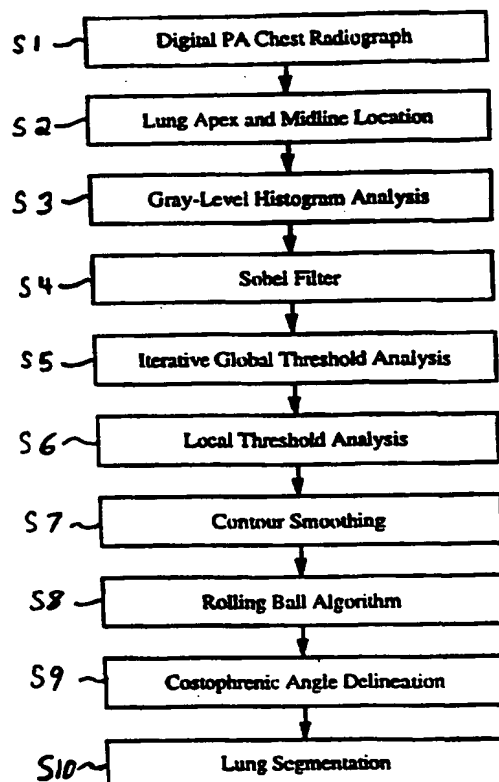 S1 Digital PA Chest Radiograph
S2 Lung Apex and Midline Location
S3 Gray-Level Histogram Analysis
S4 Sobel Filter
S5 Iterative Global Threshold Analysis
S6 Local Threshold Analysis
S7 Contour Smoothing
S8 Rolling Ball Algorithm
S9 Costophrenic Angle Delineation
S10 Lung Segmentation